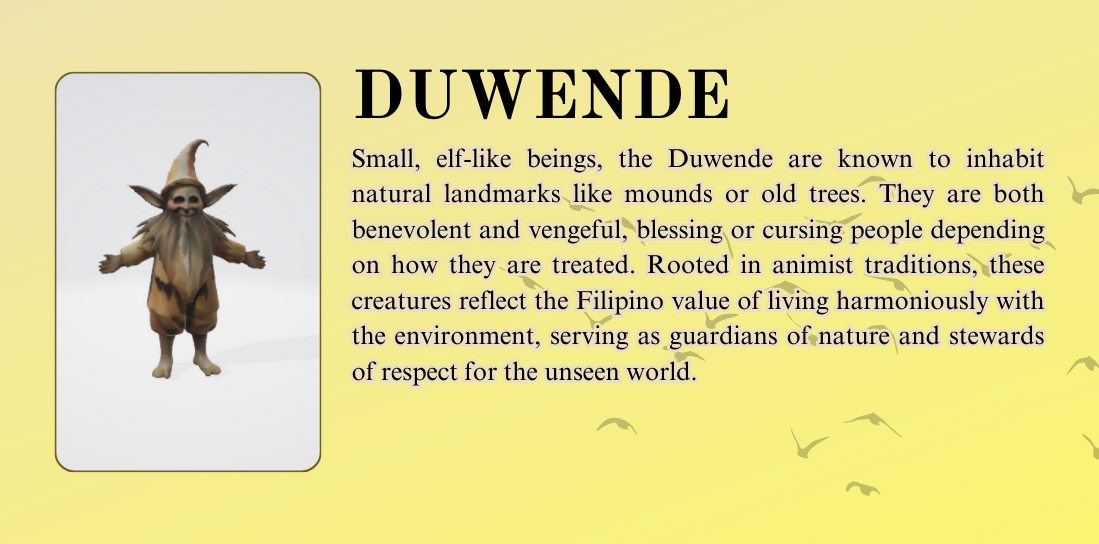 DUWENDE
Small, elf-like beings, the Duwende are known to inhabit
natural landmarks like mounds or old trees. They are both
benevolent and vengeful, blessing or cursing people depending
on how they are treated. Rooted in animist traditions, these
creatures reflect the Filipino value of living harmoniously with
the environment, serving as guardians of nature and stewards
of respect for the unseen world.